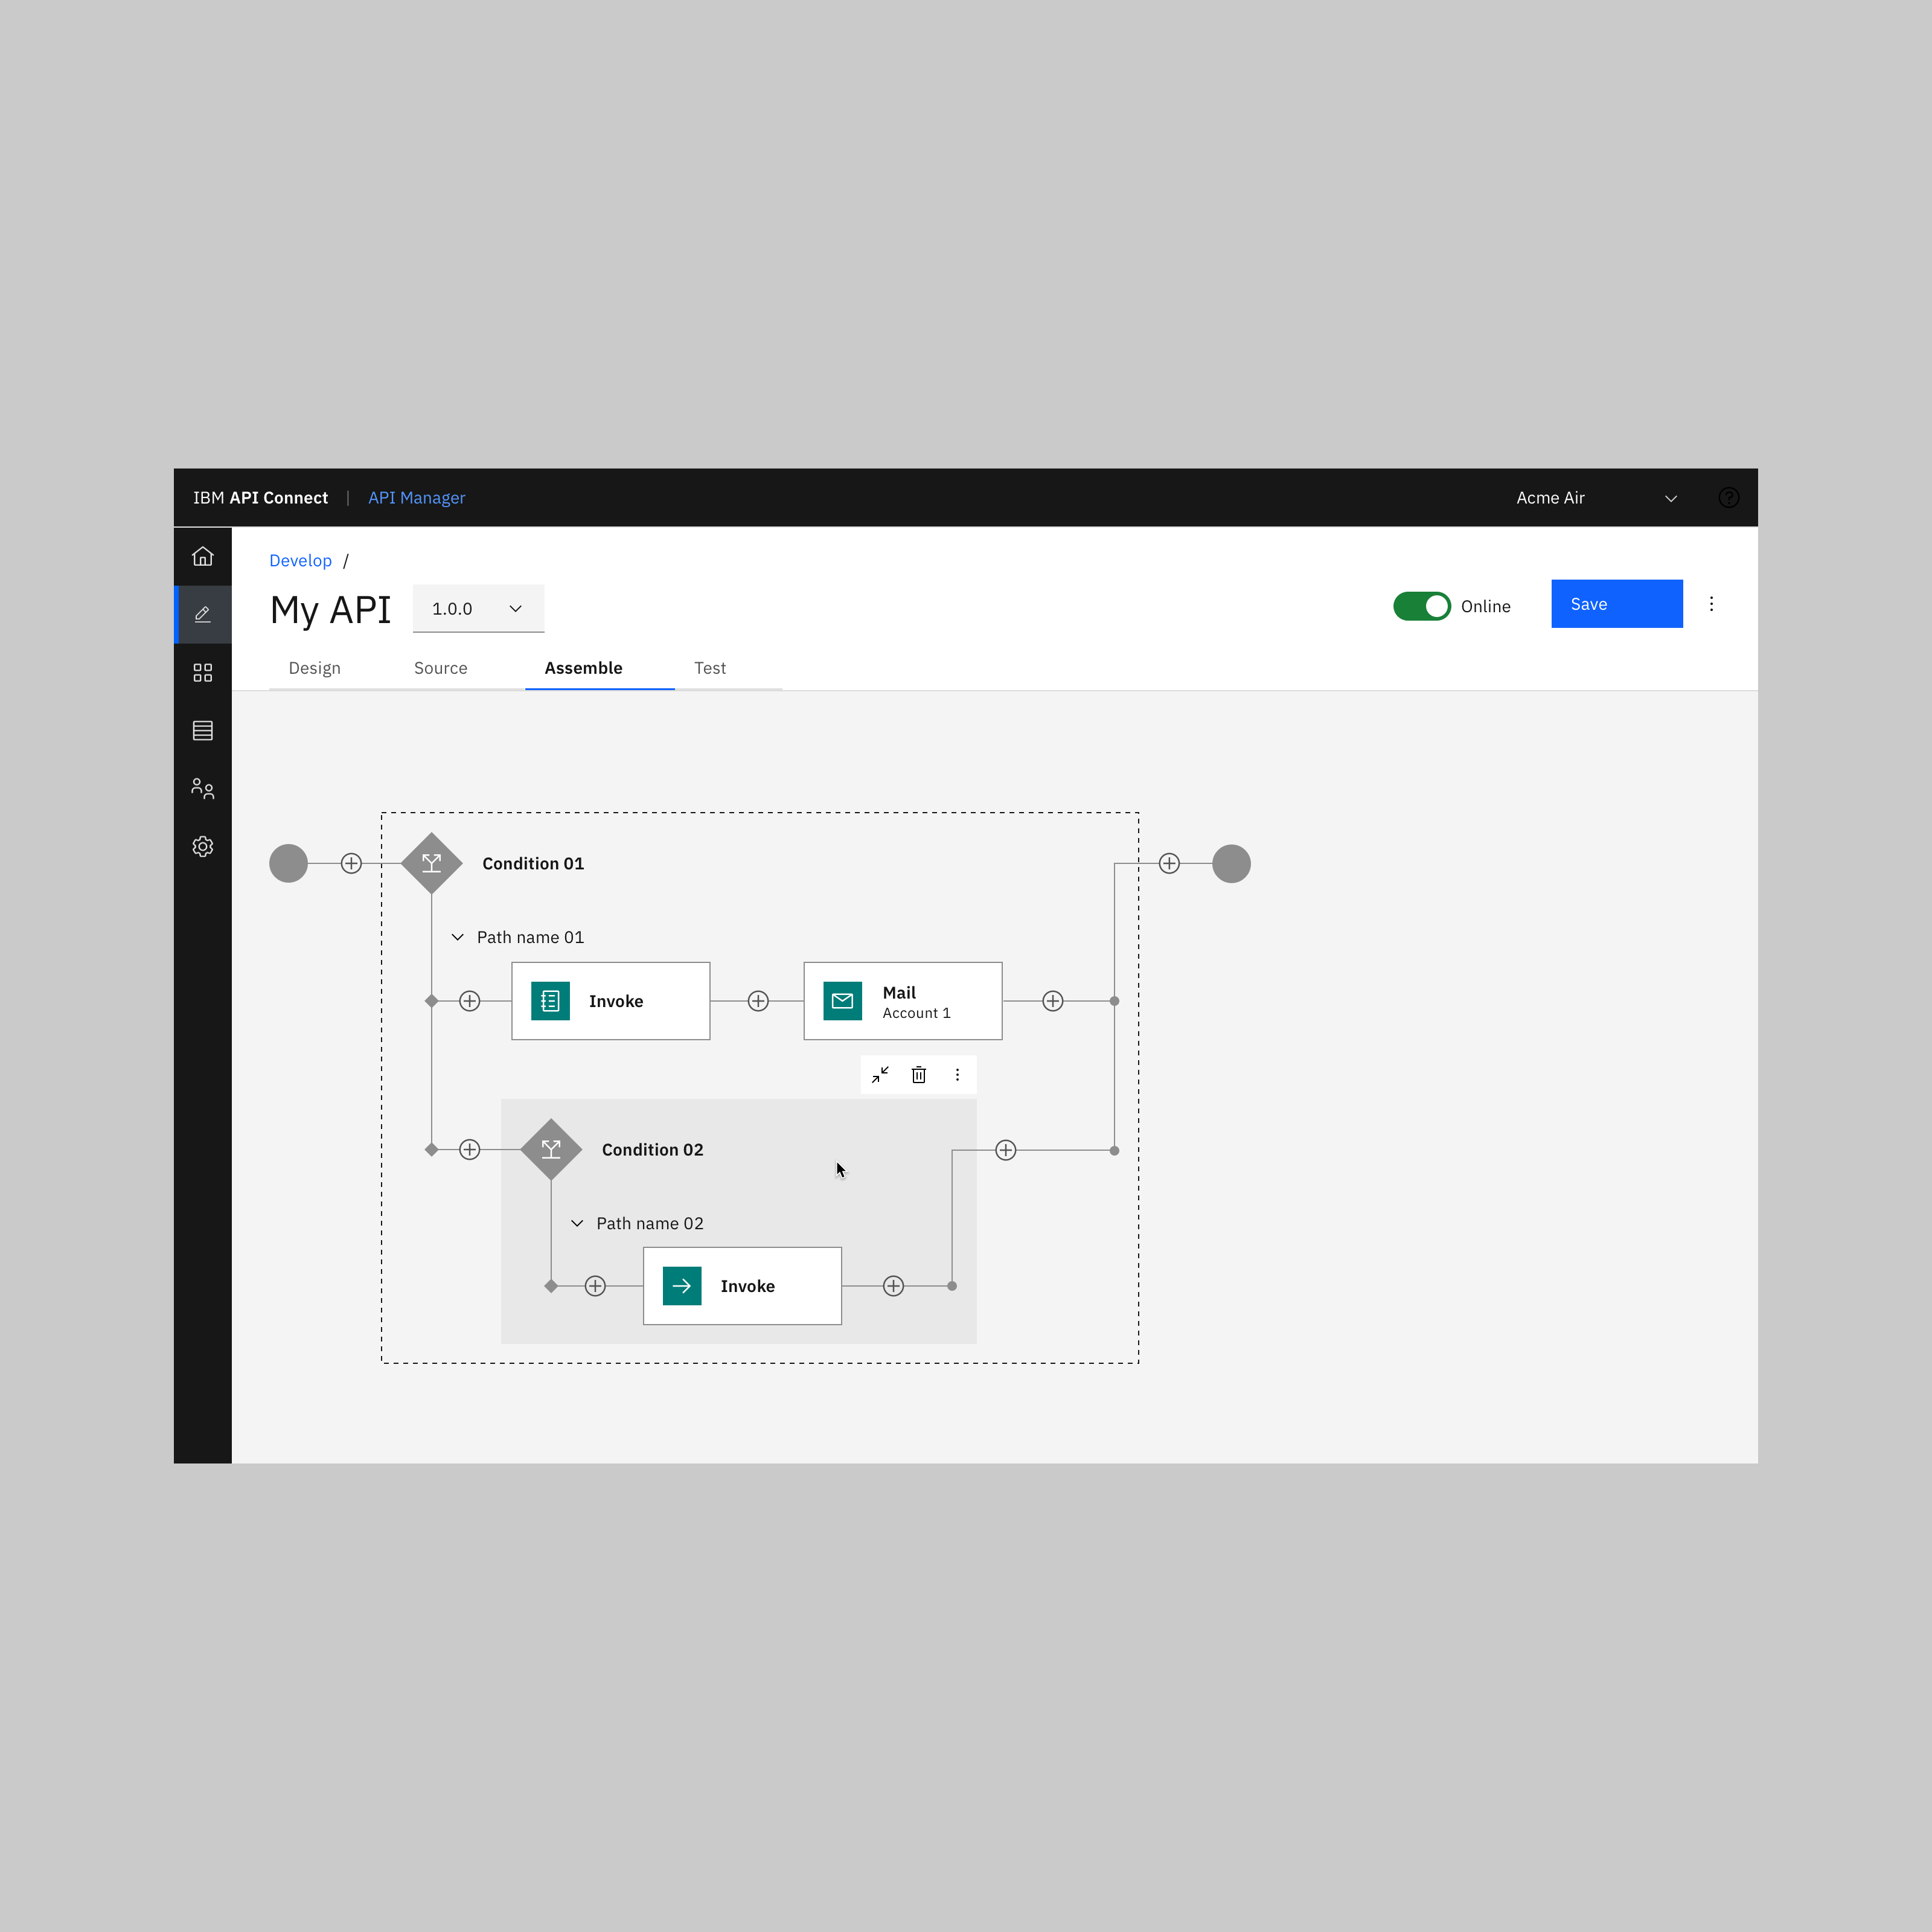 IBM API Connect | API Manager
Acme Air
Develop /
My API
1.0.0
Online
Save
Design
Source
Assemble
Test
Condition 01
Path name 01
Invoke
Mail
Account 1
Condition 02
Path name 02
Invoke